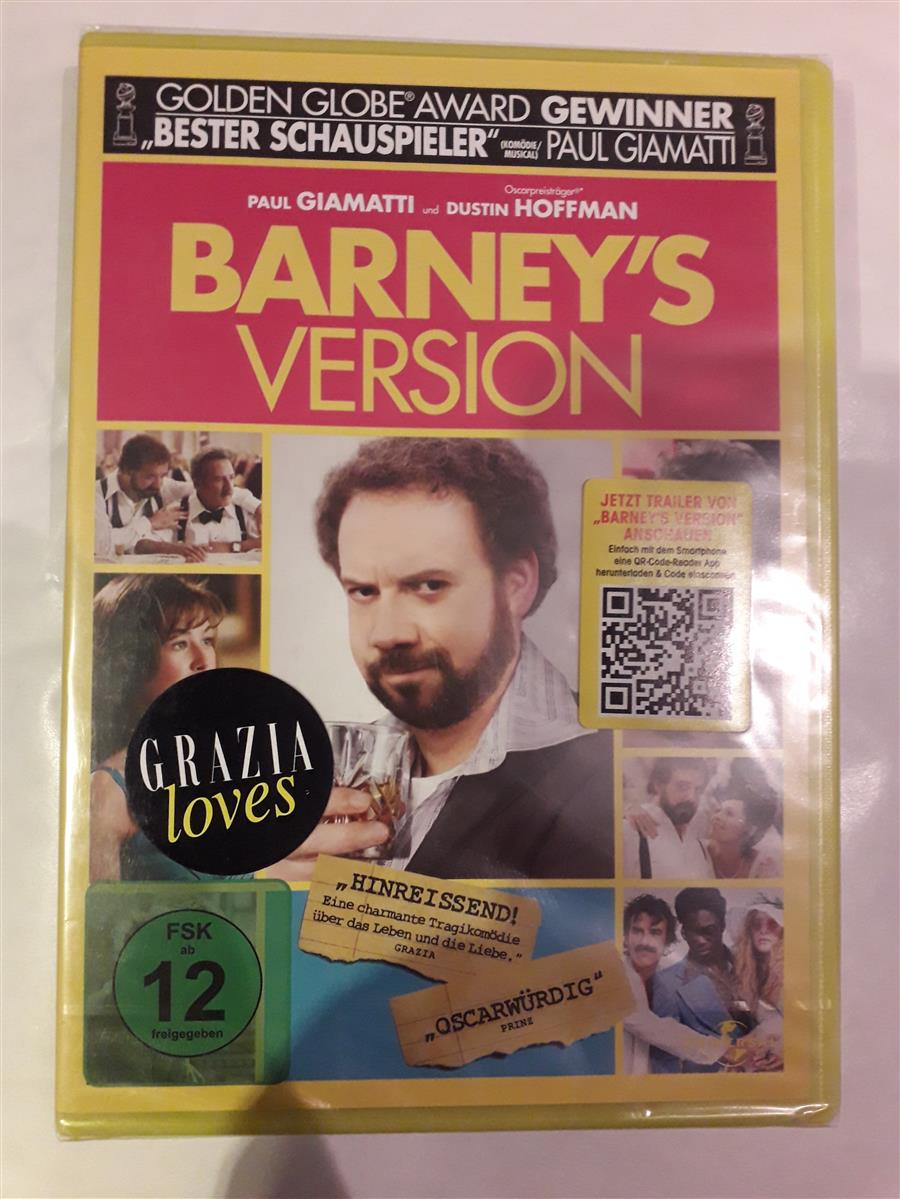 GOLDEN GLOBE® AWARD GEWINNER
„BESTER SCHAUSPIELER“ (KOMÖDIE/MUSICAL) PAUL GIAMATTI
Oscarpreisträger®*
PAUL GIAMATTI und DUSTIN HOFFMAN
BARNEY'S
VERSION
JETZT TRAILER VON
„BARNEY'S VERSION“
ANSCHAUEN
Einfach mit dem Smartphone
eine QR-Code-Reader App
herunterladen & Code einscannen
GRAZIA
loves
„HINREISSEND!
Eine charmante Tragikomödie
über das Leben und die Liebe.“
GRAZIA
„OSCARWÜRDIG“
PRINZ
FSK
ab
12
freigegeben
UNIVERSAL